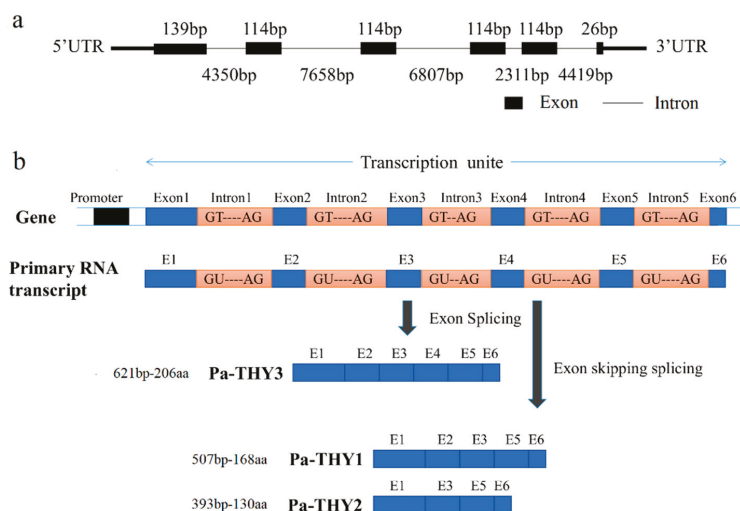 a
139bp 114bp 114bp 114bp 114bp 26bp
5'UTR 3'UTR
4350bp 7658bp 6807bp 2311bp 4419bp
Exon Intron
b
Transcription unite
Promoter Exon1 Intron1 Exon2 Intron2 Exon3 Intron3 Exon4 Intron4 Exon5 Intron5 Exon6
Gene GT----AG GT----AG GT--AG GT----AG GT----AG
E1 E2 E3 E4 E5 E6
Primary RNA
transcript GU----AG GU----AG GU--AG GU----AG GU----AG
Exon Splicing
E1 E2 E3 E4 E5 E6
621bp-206aa Pa-THY3
Exon skipping splicing
E1 E2 E3 E5 E6
507bp-168aa Pa-THY1
E1 E3 E5 E6
393bp-130aa Pa-THY2